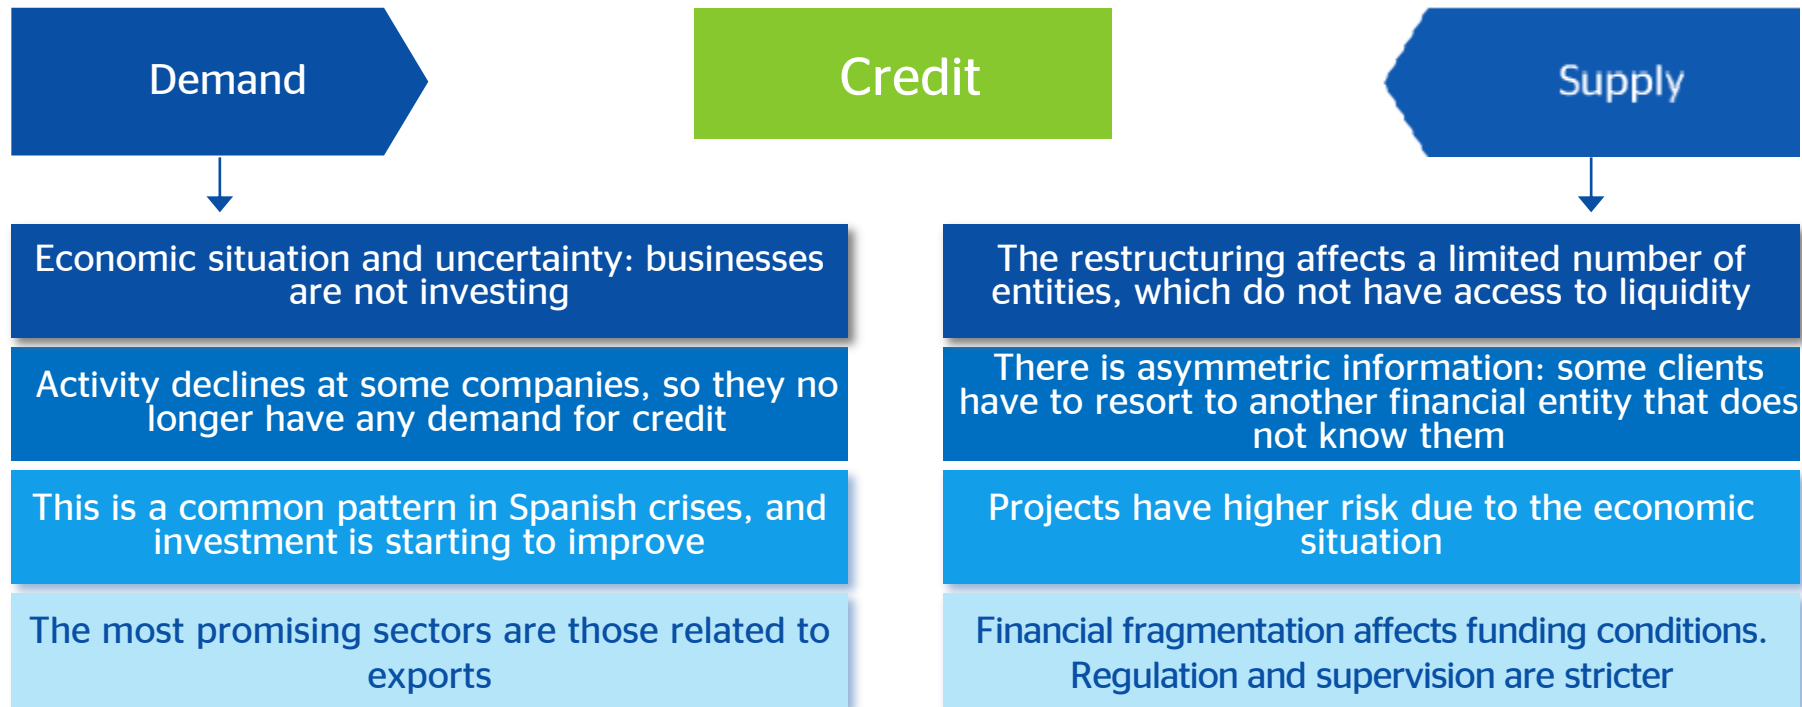 Demand
Credit
Supply
Economic situation and uncertainty: businesses
are not investing
Activity declines at some companies, so they no
longer have any demand for credit
This is a common pattern in Spanish crises, and
investment is starting to improve
The most promising sectors are those related to
exports
The restructuring affects a limited number of
entities, which do not have access to liquidity
There is asymmetric information: some clients
have to resort to another financial entity that does
not know them
Projects have higher risk due to the economic
situation
Financial fragmentation affects funding conditions.
Regulation and supervision are stricter